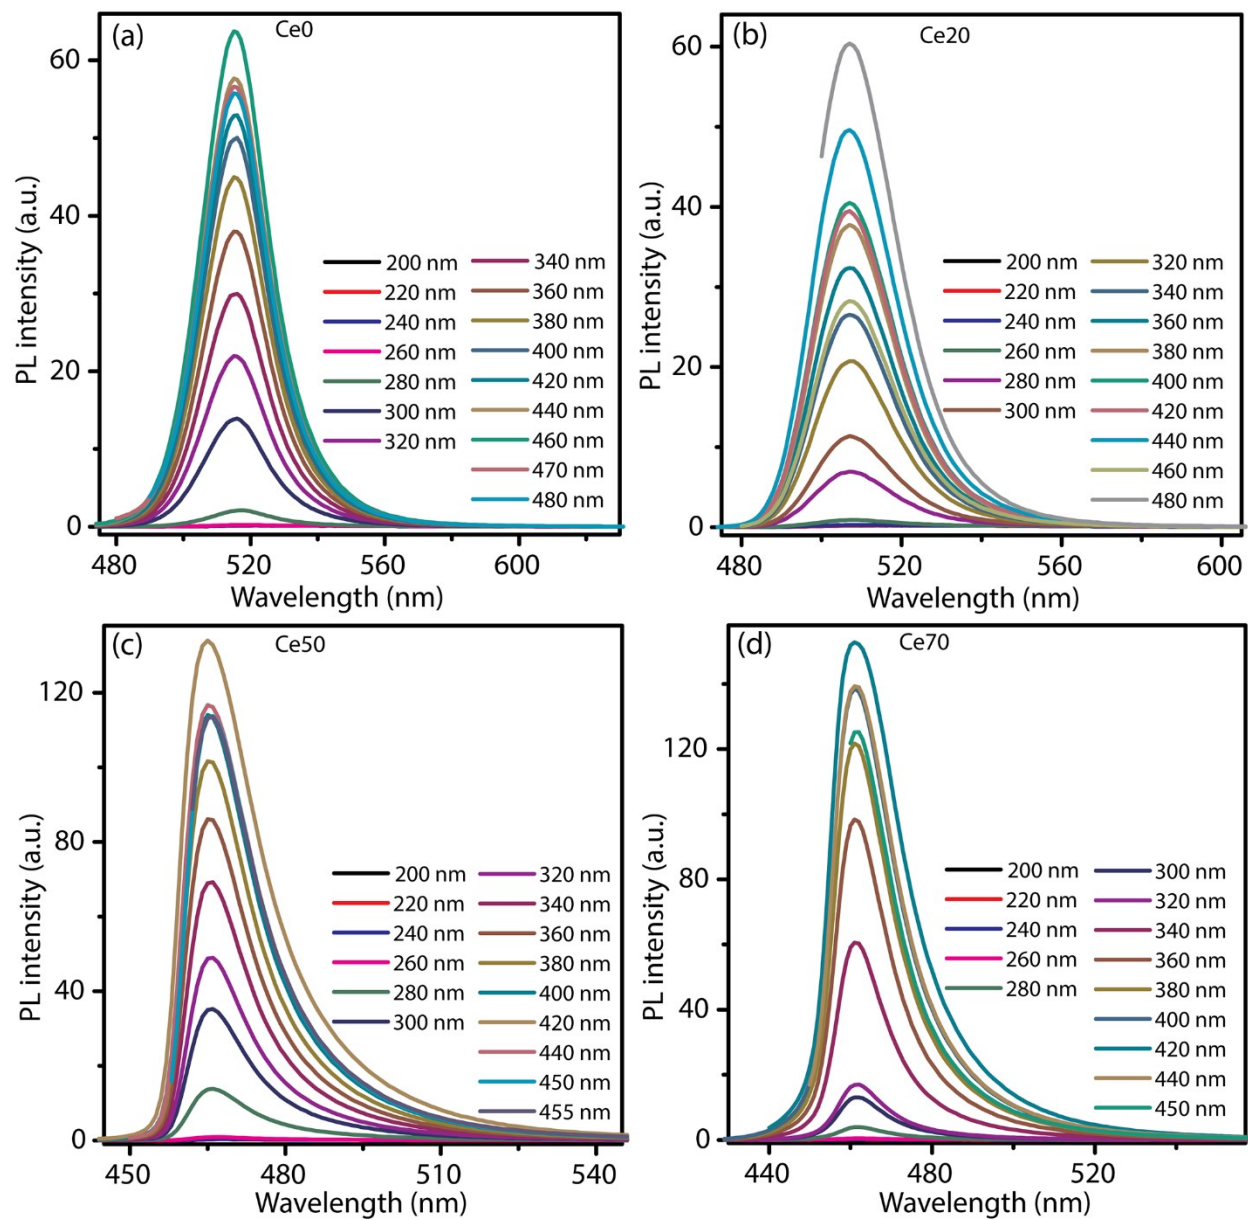 (a)
Ce0
60
40
20
0
PL intensity (a.u.)
200 nm
220 nm
240 nm
260 nm
280 nm
300 nm
320 nm
340 nm
360 nm
380 nm
400 nm
420 nm
440 nm
460 nm
470 nm
480 nm
480
520
560
600
Wavelength (nm)
(b)
Ce20
60
40
20
0
PL intensity (a.u.)
200 nm
220 nm
240 nm
260 nm
280 nm
300 nm
320 nm
340 nm
360 nm
380 nm
400 nm
420 nm
440 nm
460 nm
480 nm
480
520
560
600
Wavelength (nm)
(c)
Ce50
120
80
40
0
PL intensity (a.u.)
200 nm
220 nm
240 nm
260 nm
280 nm
300 nm
320 nm
340 nm
360 nm
380 nm
400 nm
420 nm
440 nm
450 nm
455 nm
450
480
510
540
Wavelength (nm)
(d)
Ce70
120
80
40
0
PL intensity (a.u.)
200 nm
220 nm
240 nm
260 nm
280 nm
300 nm
320 nm
340 nm
360 nm
380 nm
400 nm
420 nm
440 nm
450 nm
440
480
520
Wavelength (nm)